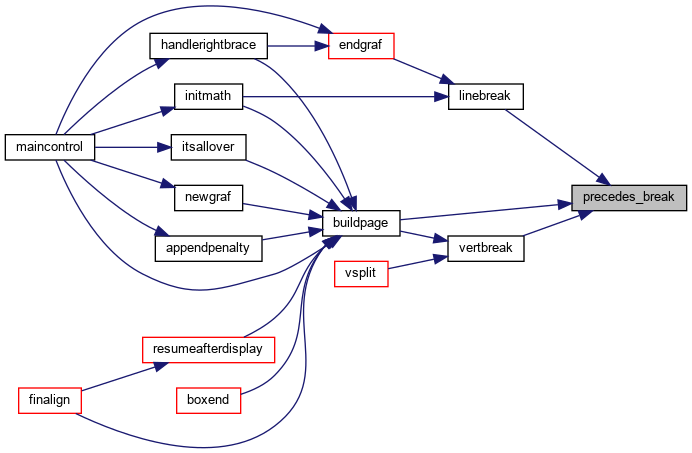 handlerightbrace
endgraf
initmath
linebreak
maincontrol
itsallover
newgraf
precedes_break
buildpage
appendpenalty
vertbreak
vsplit
resumeafterdisplay
finalign
boxend